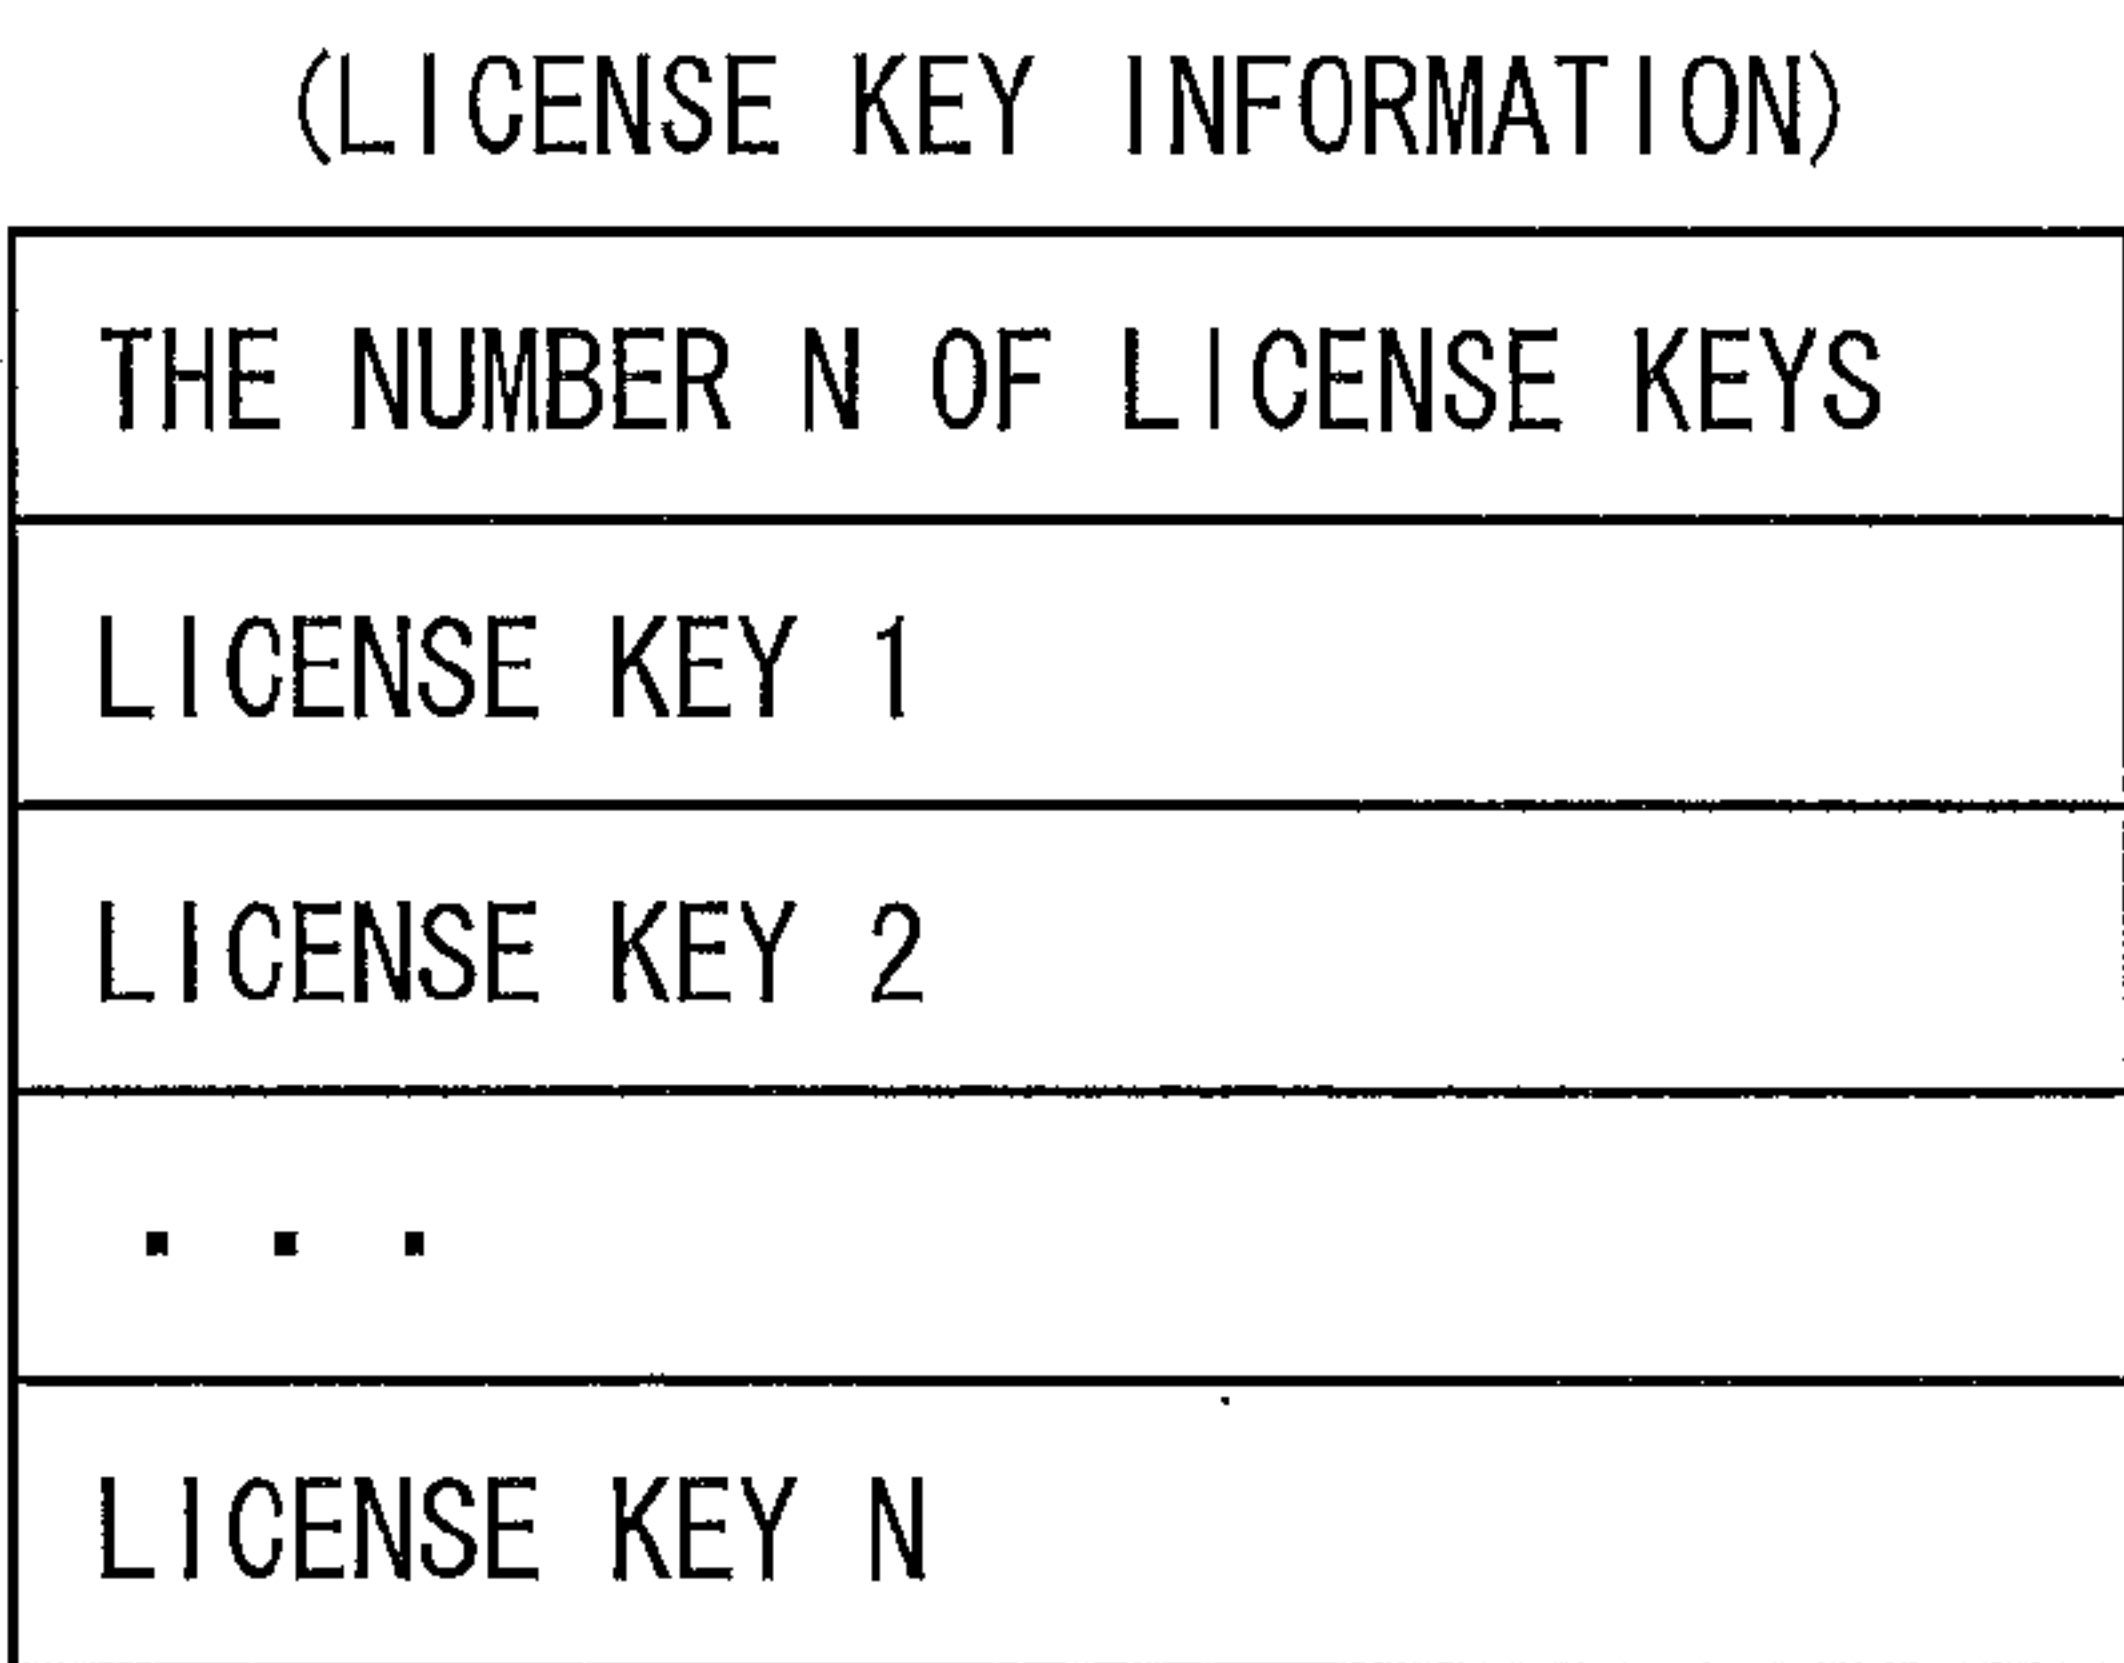 (LICENSE KEY INFORMATION)
THE NUMBER N OF LICENSE KEYS
LICENSE KEY 1
LICENSE KEY 2
...
LICENSE KEY N